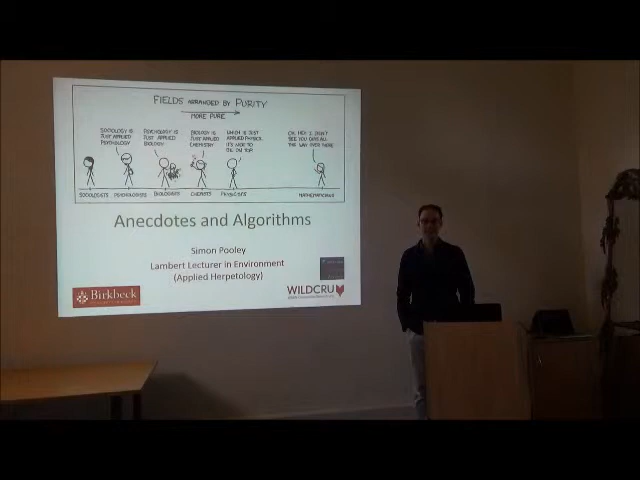 FIELDS ARRANGED BY PURITY
MORE PURE
SOCIOLOGY IS
JUST APPLIED
PSYCHOLOGY
PSYCHOLOGY IS
JUST APPLIED
BIOLOGY
BIOLOGY IS
JUST APPLIED
CHEMISTRY
WHICH IS JUST
APPLIED PHYSICS.
IT'S NICE TO
BE ON TOP.
OH, HEY, I DIDN'T
SEE YOU GUYS ALL
THE WAY OVER THERE.
SOCIOLOGISTS
PSYCHOLOGISTS
BIOLOGISTS
CHEMISTS
PHYSICISTS
MATHEMATICIANS
Anecdotes and Algorithms
Simon Pooley
Lambert Lecturer in Environment
(Applied Herpetology)
Birkbeck
WILDCRU